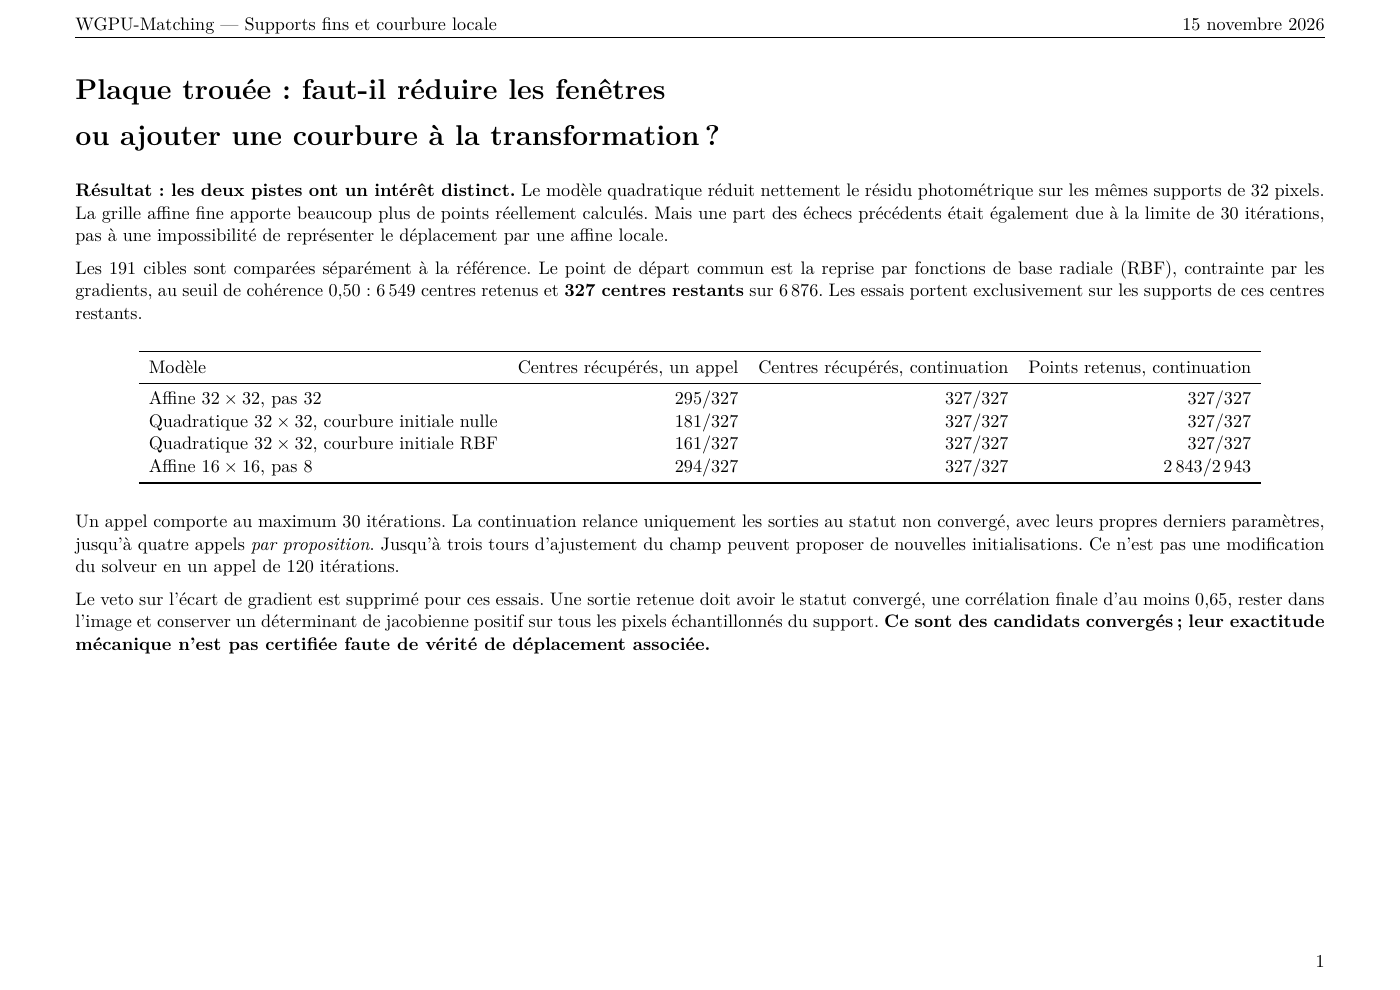 WGPU-Matching — Supports fins et courbure locale 15 novembre 2026
Plaque trouée : faut-il réduire les fenêtres
ou ajouter une courbure à la transformation ?
Résultat : les deux pistes ont un intérêt distinct. Le modèle quadratique réduit nettement le résidu photométrique sur les mêmes supports de 32 pixels.
La grille affine fine apporte beaucoup plus de points réellement calculés. Mais une part des échecs précédents était également due à la limite de 30 itérations,
pas à une impossibilité de représenter le déplacement par une affine locale.
Les 191 cibles sont comparées séparément à la référence. Le point de départ commun est la reprise par fonctions de base radiale (RBF), contrainte par les
gradients, au seuil de cohérence 0,50 : 6 549 centres retenus et 327 centres restants sur 6 876. Les essais portent exclusivement sur les supports de ces centres
restants.
Modèle Centres récupérés, un appel Centres récupérés, continuation Points retenus, continuation
Affine 32 × 32, pas 32 295/327 327/327 327/327
Quadratique 32 × 32, courbure initiale nulle 181/327 327/327 327/327
Quadratique 32 × 32, courbure initiale RBF 161/327 327/327 327/327
Affine 16 × 16, pas 8 294/327 327/327 2 843/2 943
Un appel comporte au maximum 30 itérations. La continuation relance uniquement les sorties au statut non convergé, avec leurs propres derniers paramètres,
jusqu'à quatre appels par proposition. Jusqu'à trois tours d'ajustement du champ peuvent proposer de nouvelles initialisations. Ce n'est pas une modification
du solveur en un appel de 120 itérations.
Le veto sur l'écart de gradient est supprimé pour ces essais. Une sortie retenue doit avoir le statut convergé, une corrélation finale d'au moins 0,65, rester dans
l'image et conserver un déterminant de jacobienne positif sur tous les pixels échantillonnés du support. Ce sont des candidats convergés ; leur exactitude
mécanique n'est pas certifiée faute de vérité de déplacement associée.
1